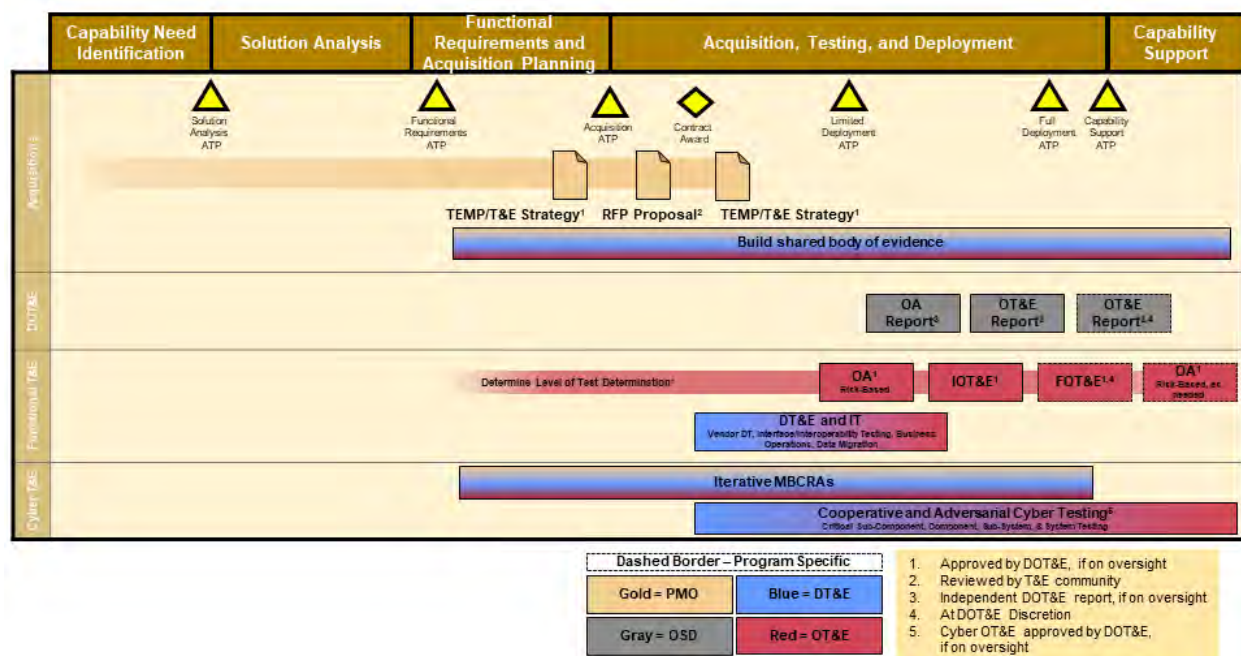 Capability Need
Identification
Solution Analysis
Functional
Requirements and
Acquisition Planning
Acquisition, Testing, and Deployment
Capability
Support
Acquisition
Solution
Analysis
ATP
Functional
Requirements
ATP
Acquisition
ATP
Contract
Award
Limited
Deployment
ATP
Full
Deployment
ATP
Capability
Support
ATP
TEMP/T&E Strategy¹
RFP Proposal²
TEMP/T&E Strategy¹
Build shared body of evidence
DOT&E
OA
Report³
OT&E
Report³
OT&E
Report³,⁴
Functional T&E
Determine Level of Test Determination¹
OA¹
Risk-Based
IOT&E¹
FOT&E¹,⁴
OA¹
Risk-Based, as
needed
DT&E and IT
Vendor DT, Interface/Interoperability Testing, Business
Operations, Data Migration
Cyber T&E
Iterative MBCRAs
Cooperative and Adversarial Cyber Testing⁵
Critical Sub-Component, Component, Sub-System, & System Testing
Dashed Border – Program Specific
Gold = PMO
Blue = DT&E
Gray = OSD
Red = OT&E
1. Approved by DOT&E, if on oversight
2. Reviewed by T&E community
3. Independent DOT&E report, if on oversight
4. At DOT&E Discretion
5. Cyber OT&E approved by DOT&E,
if on oversight